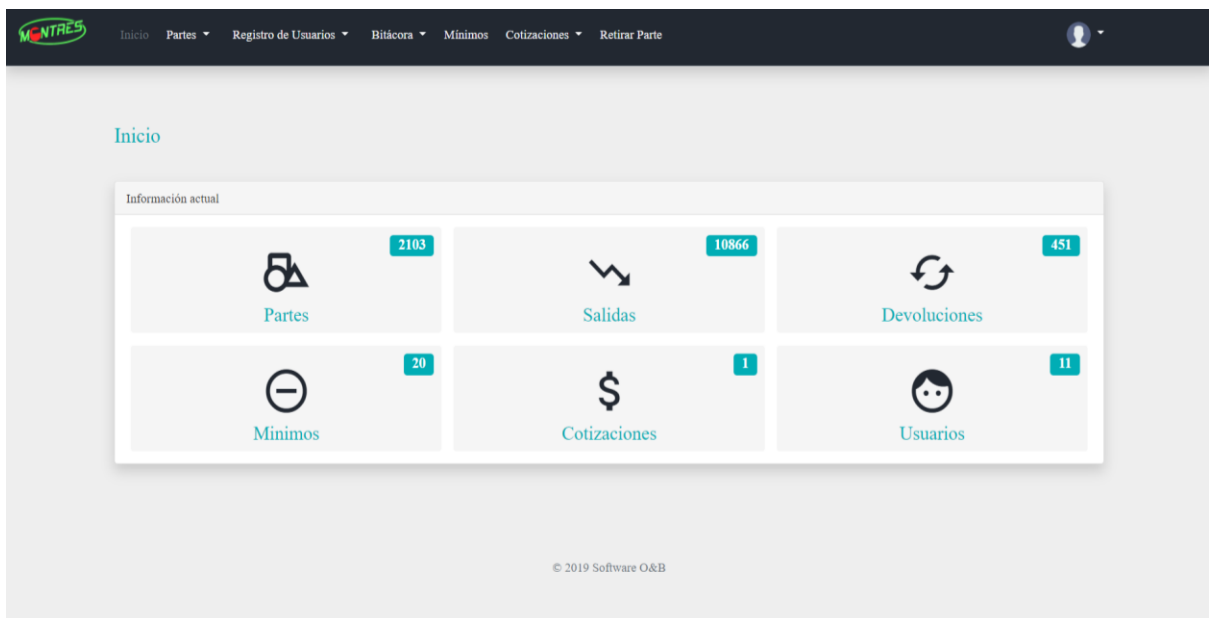 MONTRES Inicio Partes Registro de Usuarios Bitácora Mínimos Cotizaciones Retirar Parte
Inicio
Información actual
2103 10866 451
Partes Salidas Devoluciones
20 1 11
Minimos Cotizaciones Usuarios
© 2019 Software O&B